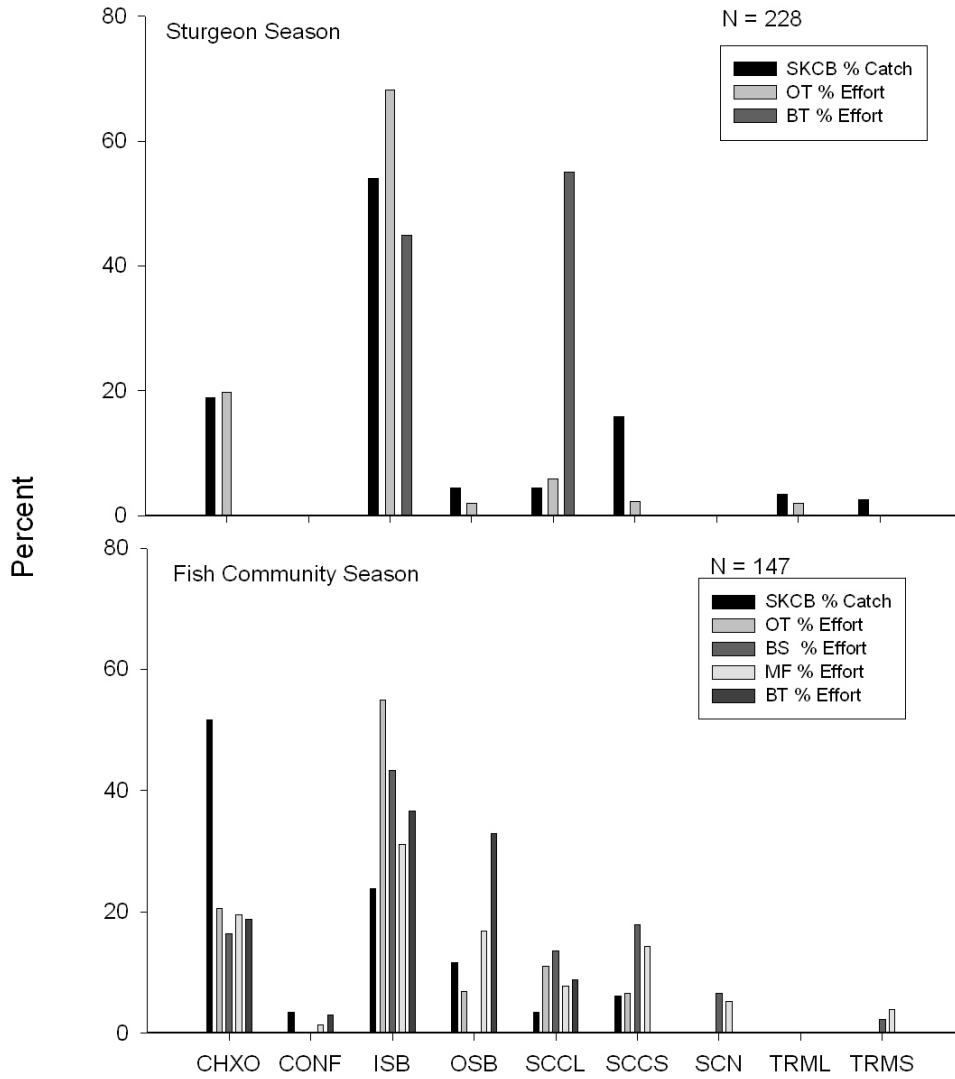 80
60
40
20
0
Sturgeon Season
N = 228
SKCB % Catch
OT % Effort
BT % Effort
Percent
80
60
40
20
0
Fish Community Season
N = 147
SKCB % Catch
OT % Effort
BS % Effort
MF % Effort
BT % Effort
CHXO CONF ISB OSB SCCL SCCS SCN TRML TRMS